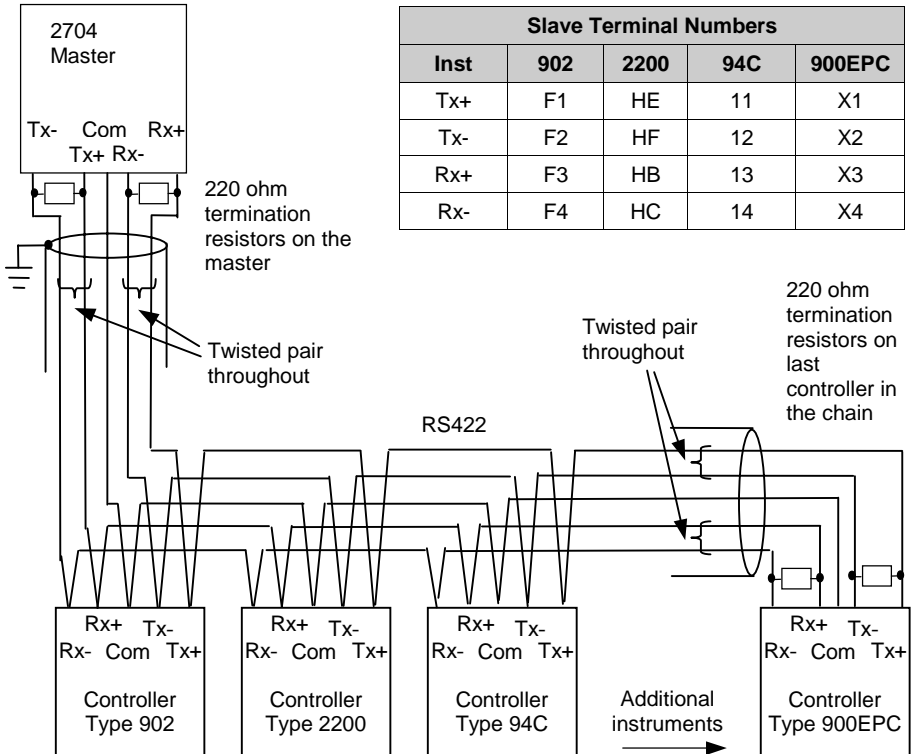 2704
Master
Tx- Com Rx+
Tx+ Rx-
220 ohm
termination
resistors on the
master
Slave Terminal Numbers
Inst 902 2200 94C 900EPC
Tx+ F1 HE 11 X1
Tx- F2 HF 12 X2
Rx+ F3 HB 13 X3
Rx- F4 HC 14 X4
Twisted pair
throughout
Twisted pair
throughout
220 ohm
termination
resistors on
last
controller in
the chain
RS422
Rx+ Tx-
Rx- Com Tx+
Controller
Type 902
Rx+ Tx-
Rx- Com Tx+
Controller
Type 2200
Rx+ Tx-
Rx- Com Tx+
Controller
Type 94C
Additional
instruments
Rx+ Tx-
Rx- Com Tx+
Controller
Type 900EPC